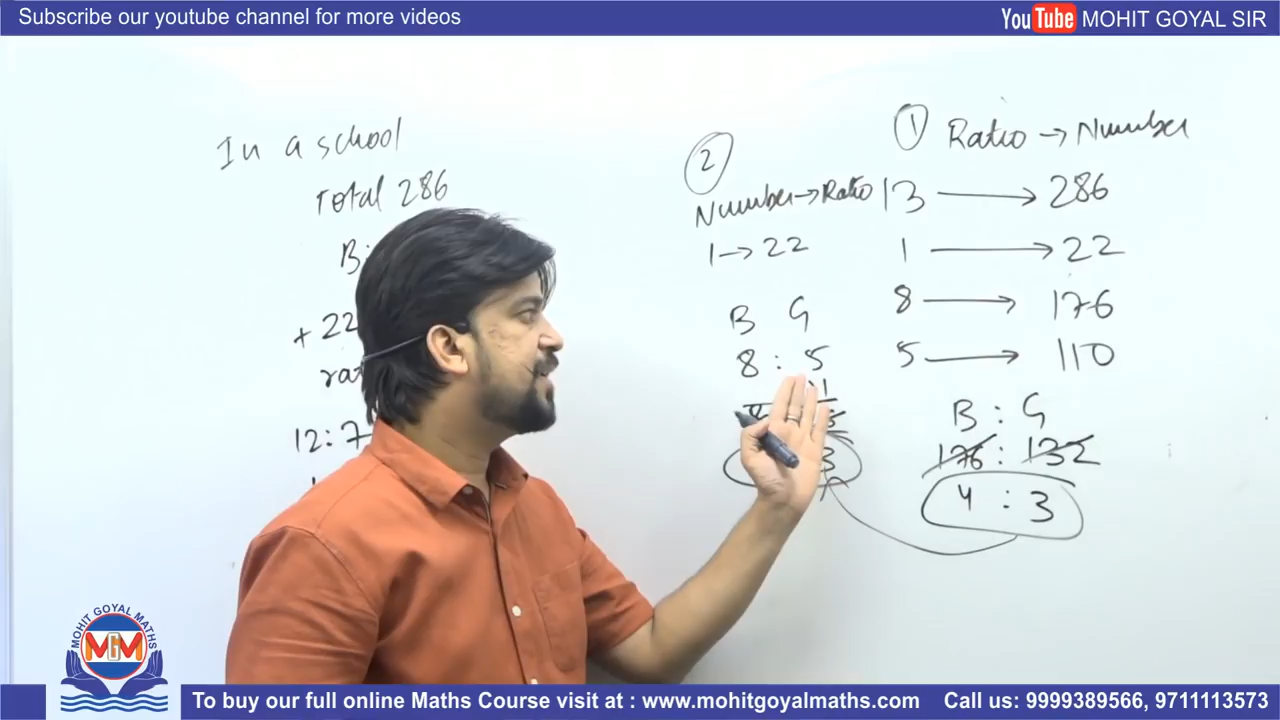 Subscribe our youtube channel for more videos
YouTube MOHIT GOYAL SIR
In a school
Total 286
B:
+ 22
rat
12:7
②
Number → Ratio
1 → 22
B G
8 : 5
3
① Ratio → Number
13 → 286
1 → 22
8 → 176
5 → 110
B : G
176 : 132
4 : 3
MOHIT GOYAL MATHS
MGM
To buy our full online Maths Course visit at : www.mohitgoyalmaths.com Call us: 9999389566, 9711113573